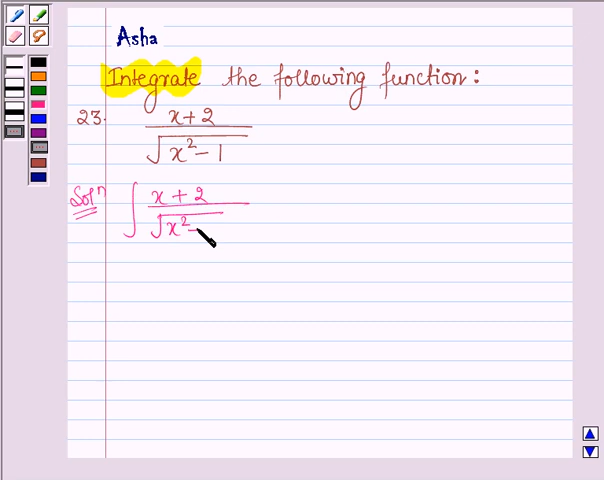 Asha
Integrate the following function:
23. x+2
√x²-1
Solⁿ ∫ x+2
√x²-